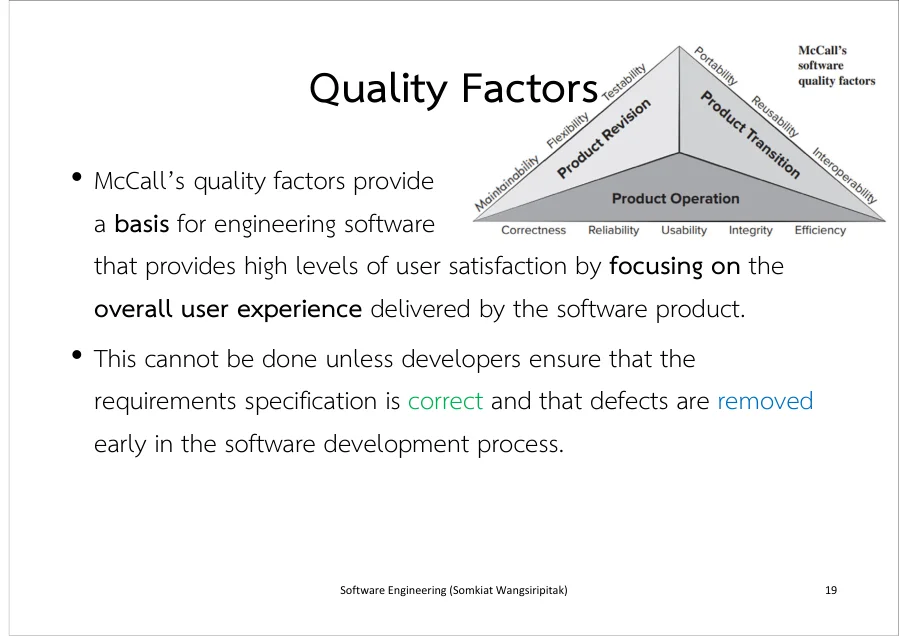 Quality Factors
McCall's
software
quality factors
Maintainability
Flexibility
Testability
Product Revision
Portability
Reusability
Interoperability
Product Transition
Product Operation
Correctness Reliability Usability Integrity Efficiency
• McCall's quality factors provide
a basis for engineering software
that provides high levels of user satisfaction by focusing on the
overall user experience delivered by the software product.
• This cannot be done unless developers ensure that the
requirements specification is correct and that defects are removed
early in the software development process.
Software Engineering (Somkiat Wangsiripitak)
19